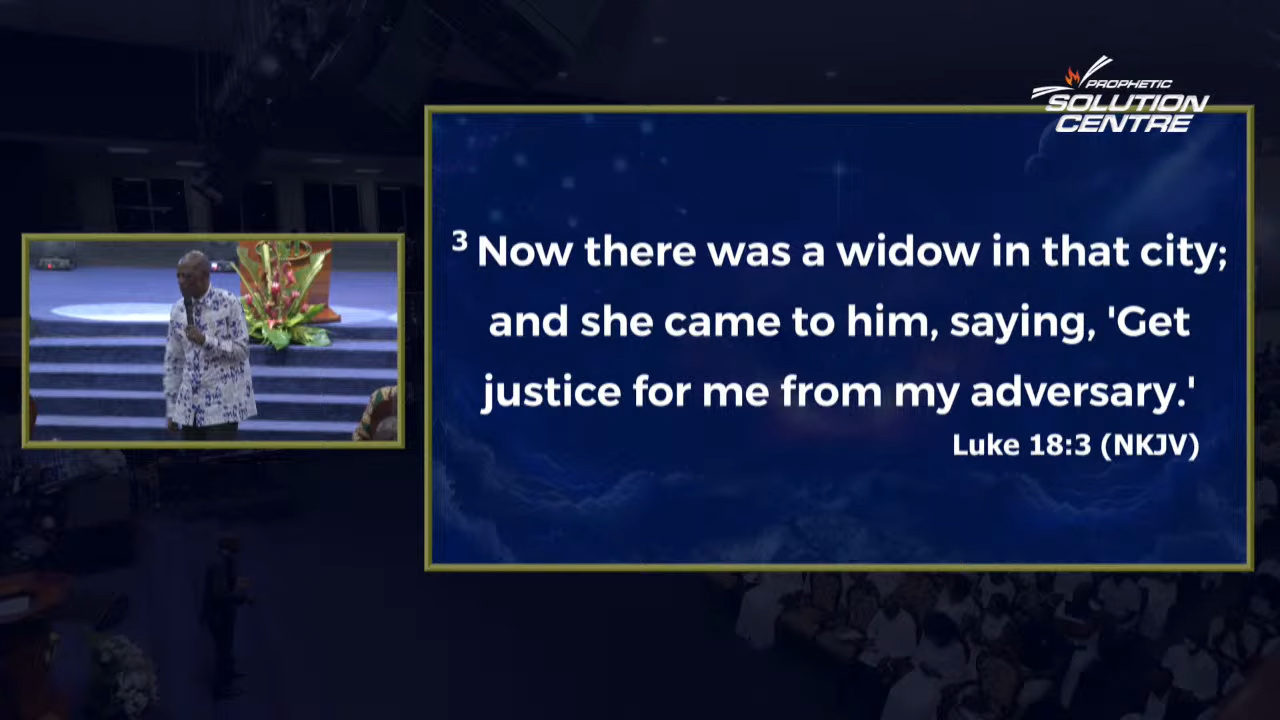 PROPHETIC
SOLUTION
CENTRE
3 Now there was a widow in that city;
and she came to him, saying, 'Get
justice for me from my adversary.'
Luke 18:3 (NKJV)